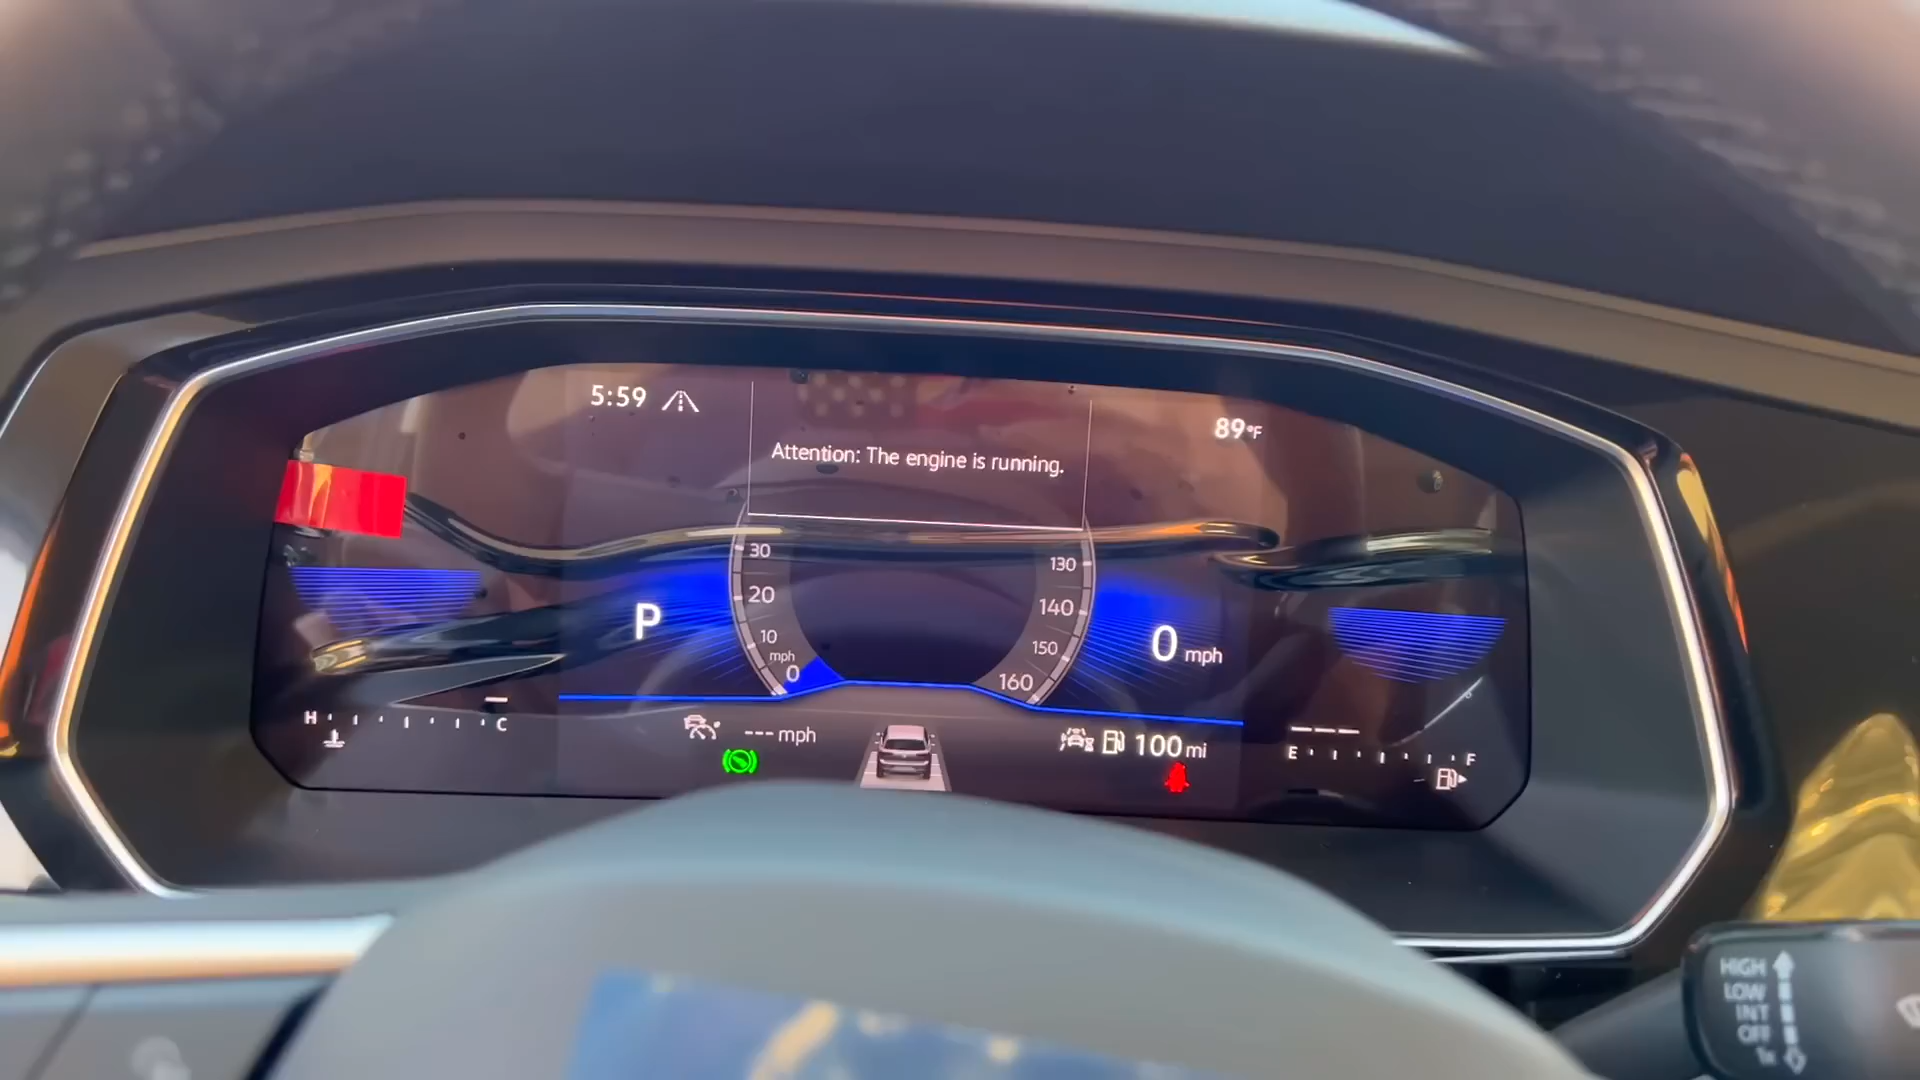 5:59
89°F
Attention: The engine is running.
30
130
20
140
P
0 mph
10
150
mph
0
160
H
C
--- mph
100 mi
E
F
HIGH
LOW
INT
OFF
1x